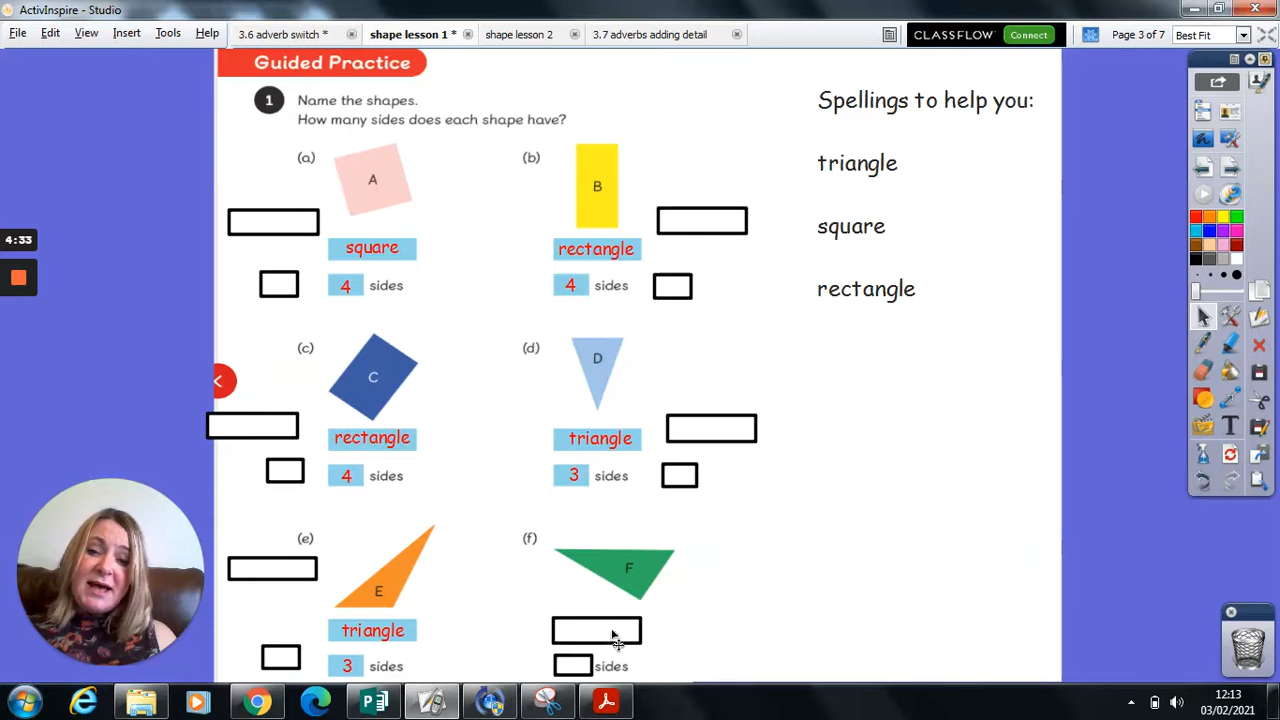 ActivInspire - Studio
File Edit View Insert Tools Help
3.6 adverb switch *
shape lesson 1 *
shape lesson 2
3.7 adverbs adding detail
CLASSFLOW Connect
Page 3 of 7
Best Fit
Guided Practice
1 Name the shapes.
How many sides does each shape have?
(a) A
(b) B
square
rectangle
4 sides
4 sides
(c) C
(d) D
rectangle
triangle
4 sides
3 sides
(e) E
(f) F
triangle
3 sides
sides
Spellings to help you:
triangle
square
rectangle
4:33
12:13
03/02/2021